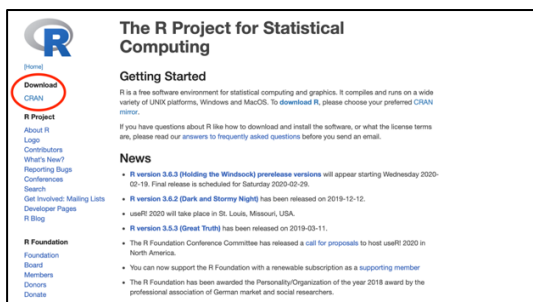 R
[Home]
Download
CRAN
R Project
About R
Logo
Contributors
What's New?
Reporting Bugs
Conferences
Search
Get Involved: Mailing Lists
Developer Pages
R Blog
R Foundation
Foundation
Board
Members
Donors
Donate
The R Project for Statistical
Computing
Getting Started
R is a free software environment for statistical computing and graphics. It compiles and runs on a wide
variety of UNIX platforms, Windows and MacOS. To download R, please choose your preferred CRAN
mirror.
If you have questions about R like how to download and install the software, or what the license terms
are, please read our answers to frequently asked questions before you send an email.
News
• R version 3.6.3 (Holding the Windsock) prerelease versions will appear starting Wednesday 2020-
02-19. Final release is scheduled for Saturday 2020-02-29.
• R version 3.6.2 (Dark and Stormy Night) has been released on 2019-12-12.
• useR! 2020 will take place in St. Louis, Missouri, USA.
• R version 3.5.3 (Great Truth) has been released on 2019-03-11.
• The R Foundation Conference Committee has released a call for proposals to host useR! 2020 in
North America.
• You can now support the R Foundation with a renewable subscription as a supporting member
• The R Foundation has been awarded the Personality/Organization of the year 2018 award by the
professional association of German market and social researchers.